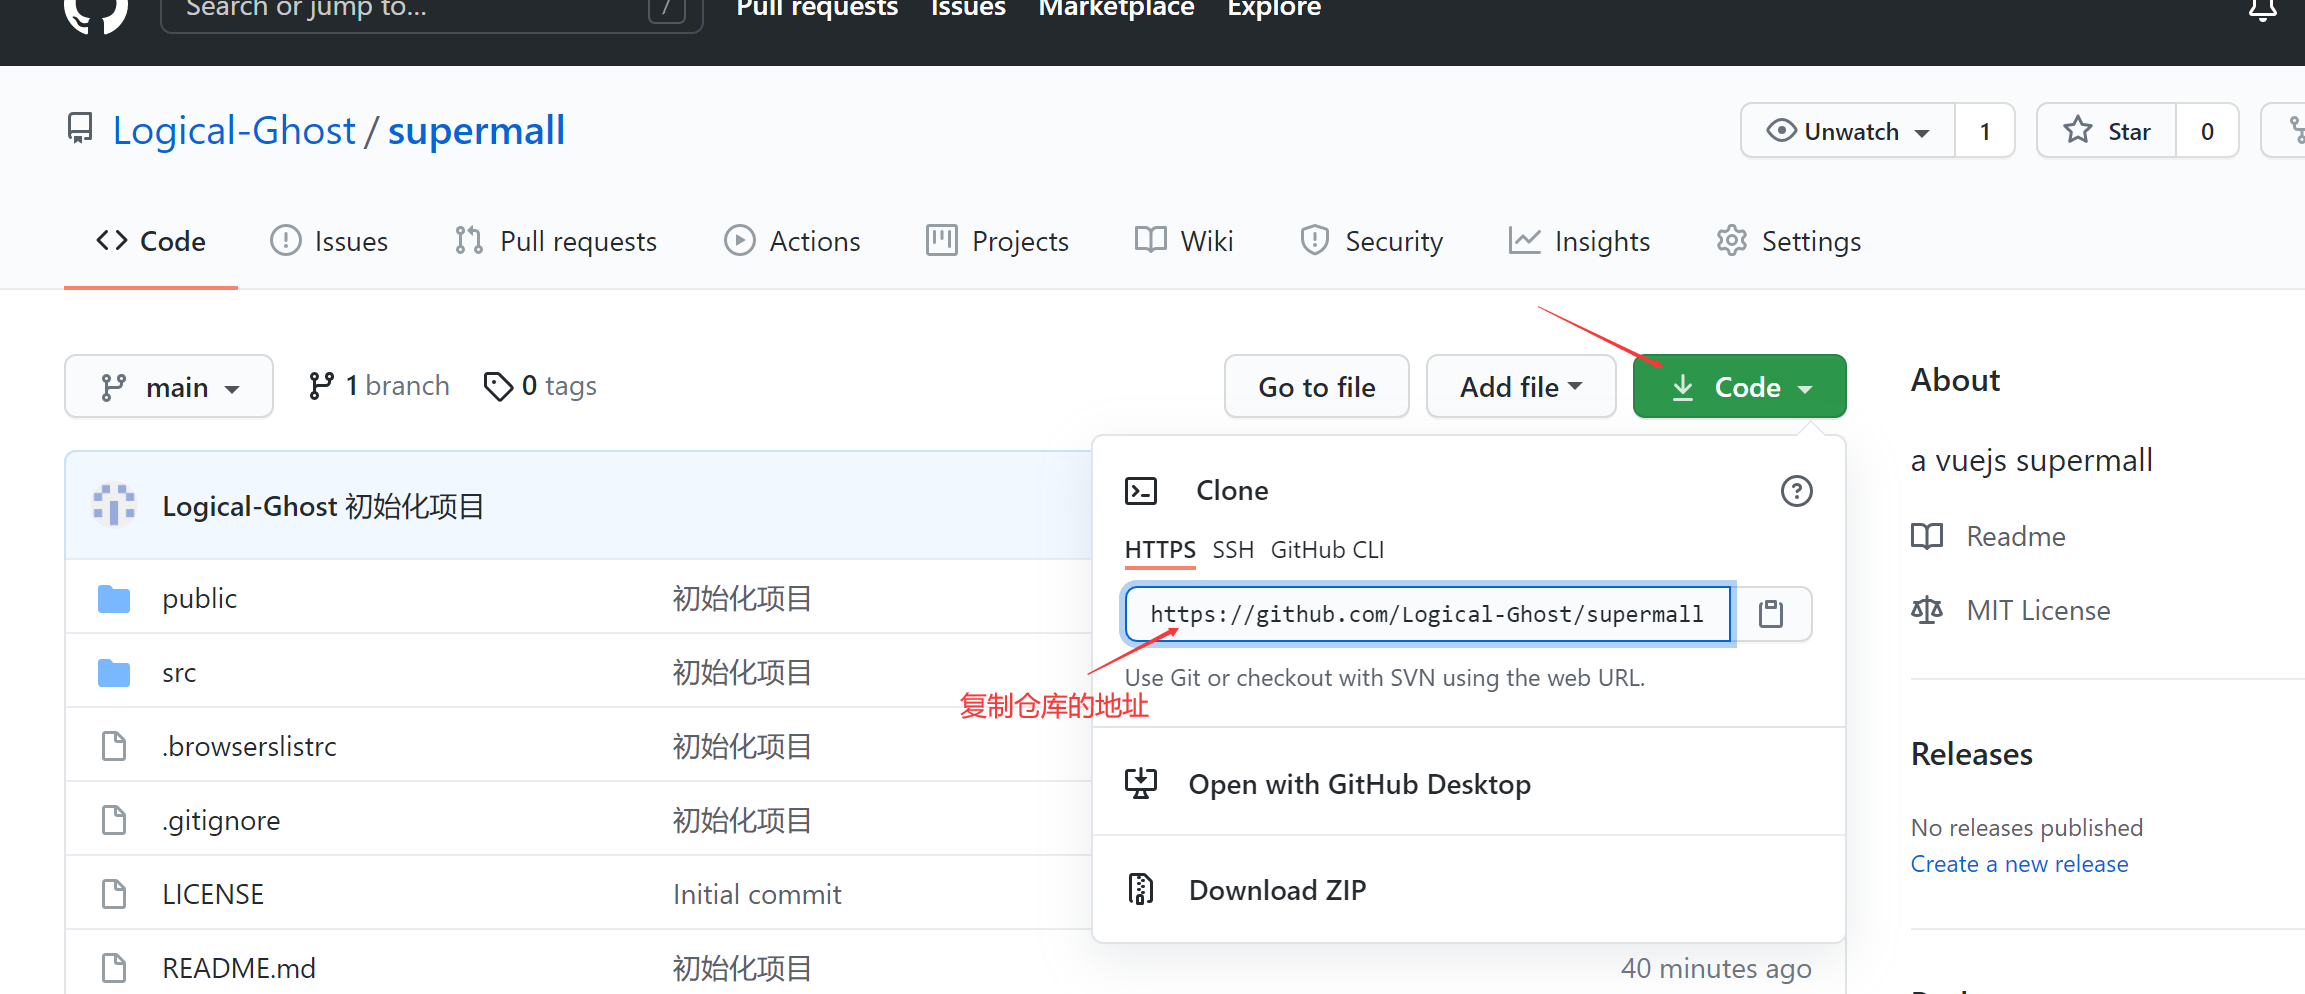 Search or jump to...
/
Pull requests Issues Marketplace Explore
Logical-Ghost / supermall
Unwatch 1
Star 0
Code Issues Pull requests Actions Projects Wiki Security Insights Settings
main
1 branch
0 tags
Go to file
Add file
Code
About
a vuejs supermall
Readme
MIT License
Releases
No releases published
Create a new release
Logical-Ghost 初始化项目
public 初始化项目
src 初始化项目
.browserslistrc 初始化项目
.gitignore 初始化项目
LICENSE Initial commit
README.md 初始化项目 40 minutes ago
Clone
HTTPS SSH GitHub CLI
https://github.com/Logical-Ghost/supermall
Use Git or checkout with SVN using the web URL.
复制仓库的地址
Open with GitHub Desktop
Download ZIP